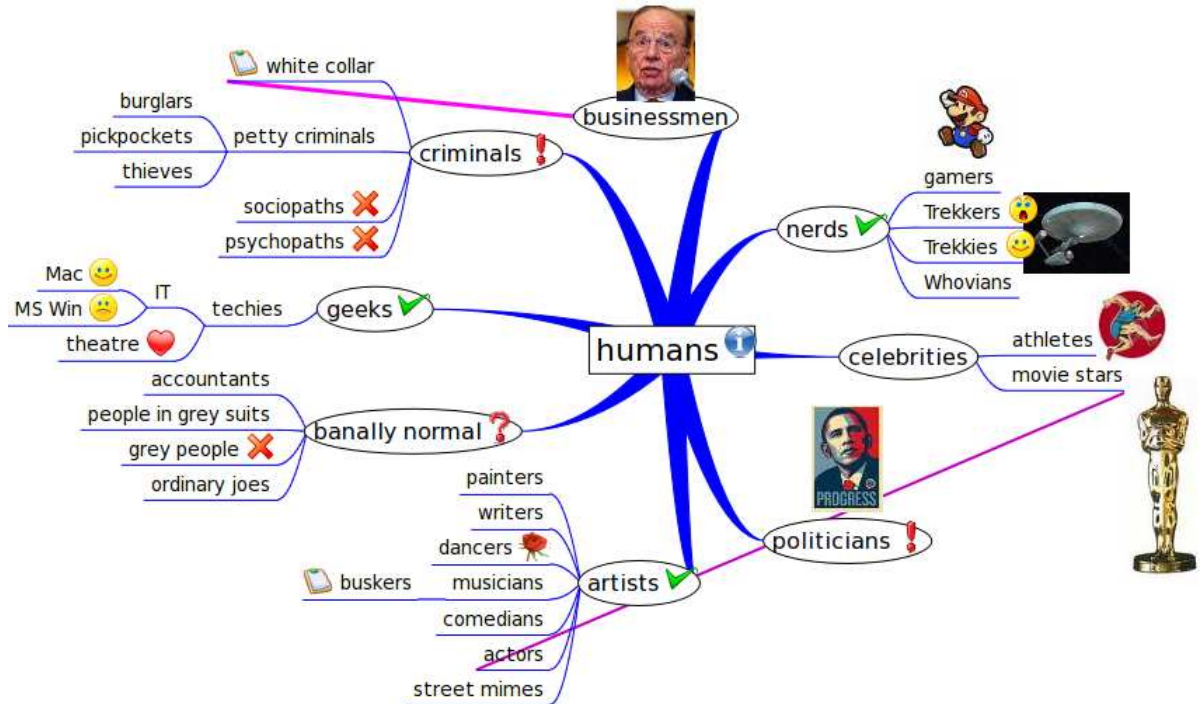 humans
businessmen
criminals
white collar
petty criminals
burglars
pickpockets
thieves
sociopaths
psychopaths
geeks
techies
IT
Mac
MS Win
theatre
banally normal
accountants
people in grey suits
grey people
ordinary joes
artists
painters
writers
dancers
musicians
buskers
comedians
actors
street mimes
nerds
gamers
Trekkers
Trekkies
Whovians
celebrities
athletes
movie stars
politicians
PROGRESS